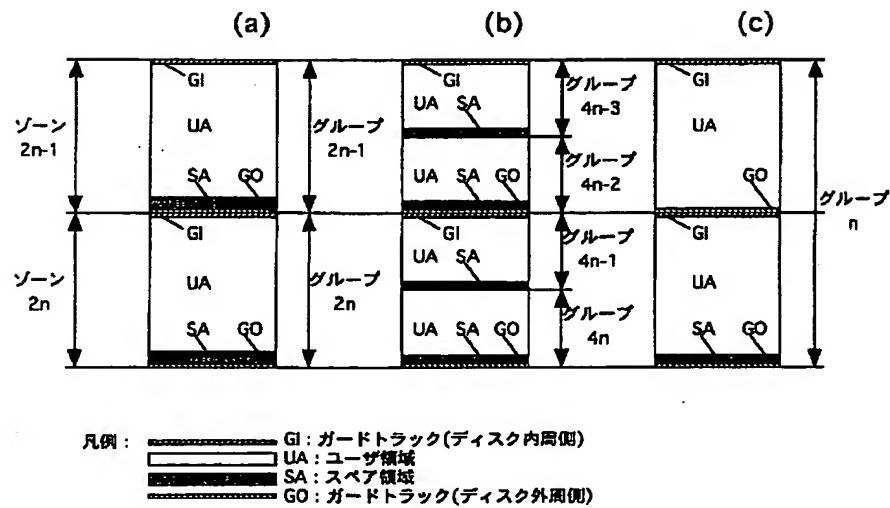 (a) (b) (c)
GI GI グループ
4n-3
UA SA
ゾーン
2n-1
UA
グループ
2n-1
UA
グループ
4n-2
SA GO
UA SA GO
GO
グループ
n
GI GI GI
グループ
4n-1
UA SA
ゾーン
2n
UA
グループ
2n
UA
グループ
4n
SA GO
UA SA GO
SA GO
凡例:
GI:ガードトラック(ディスク内周側)
UA:ユーザ領域
SA:スペア領域
GO:ガードトラック(ディスク外周側)